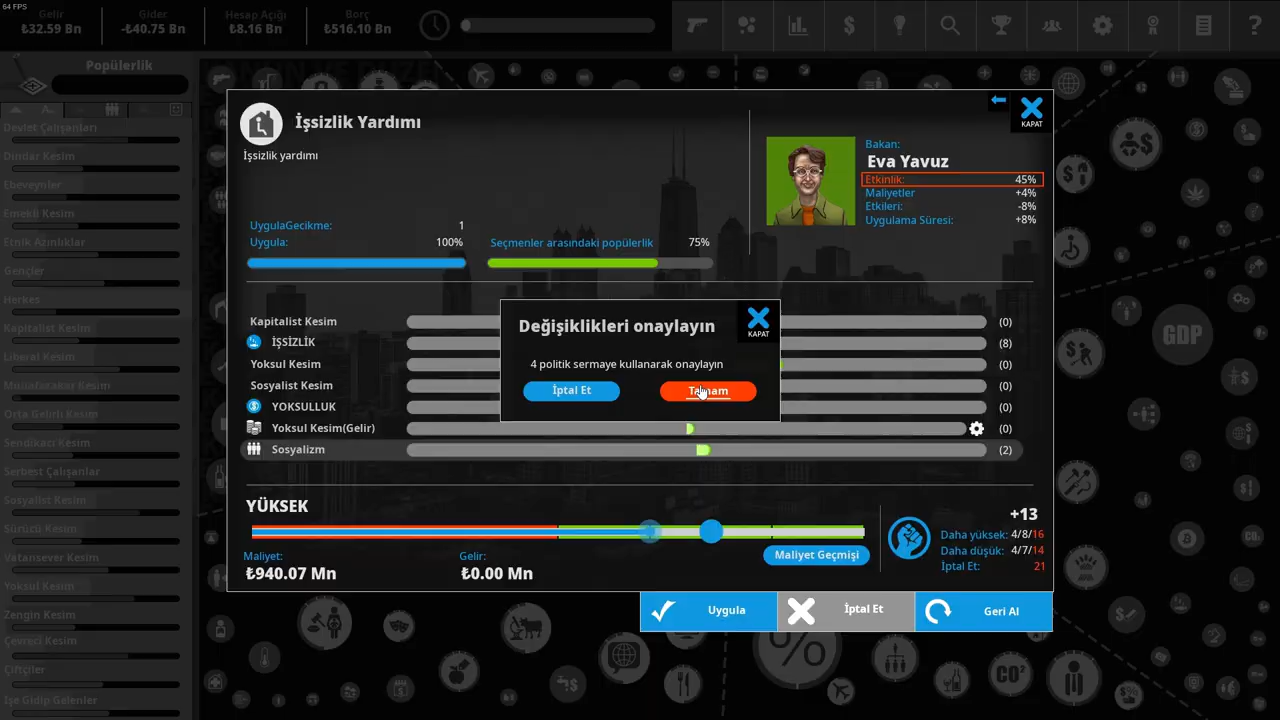 64 FPS
Gelir
₺32.59 Bn
Gider
-₺40.75 Bn
Hesap Açığı
₺8.16 Bn
Borç
₺516.10 Bn
?
Popülerlik
Devlet Çalışanları
Dindar Kesim
Ebeveynler
Emekli Kesim
Etnik Azınlıklar
Gençler
Herkes
Kapitalist Kesim
Liberal Kesim
Muhafazakar Kesim
Orta Gelirli Kesim
Sendikacı Kesim
Serbest Çalışanlar
Sosyalist Kesim
Sürücü Kesim
Vatansever Kesim
Yoksul Kesim
Zengin Kesim
Çevreci Kesim
Çiftçiler
İşe Gidip Gelenler
İşsizlik Yardımı
İşsizlik yardımı
KAPAT
Bakan:
Eva Yavuz
Etkinlik: 45%
Maliyetler +4%
Etkileri: -8%
Uygulama Süresi: +8%
UygulaGecikme: 1
Uygula: 100%
Seçmenler arasındaki popülerlik 75%
Kapitalist Kesim (0)
İŞSİZLİK (8)
Yoksul Kesim (0)
Sosyalist Kesim (0)
YOKSULLUK (0)
Yoksul Kesim(Gelir) (0)
Sosyalizm (2)
Değişiklikleri onaylayın
KAPAT
4 politik sermaye kullanarak onaylayın
İptal Et
Tamam
YÜKSEK
Maliyet:
₺940.07 Mn
Gelir:
₺0.00 Mn
Maliyet Geçmişi
+13
Daha yüksek: 4/8/16
Daha düşük: 4/7/14
İptal Et: 21
Uygula
İptal Et
Geri Al
GDP
CO²